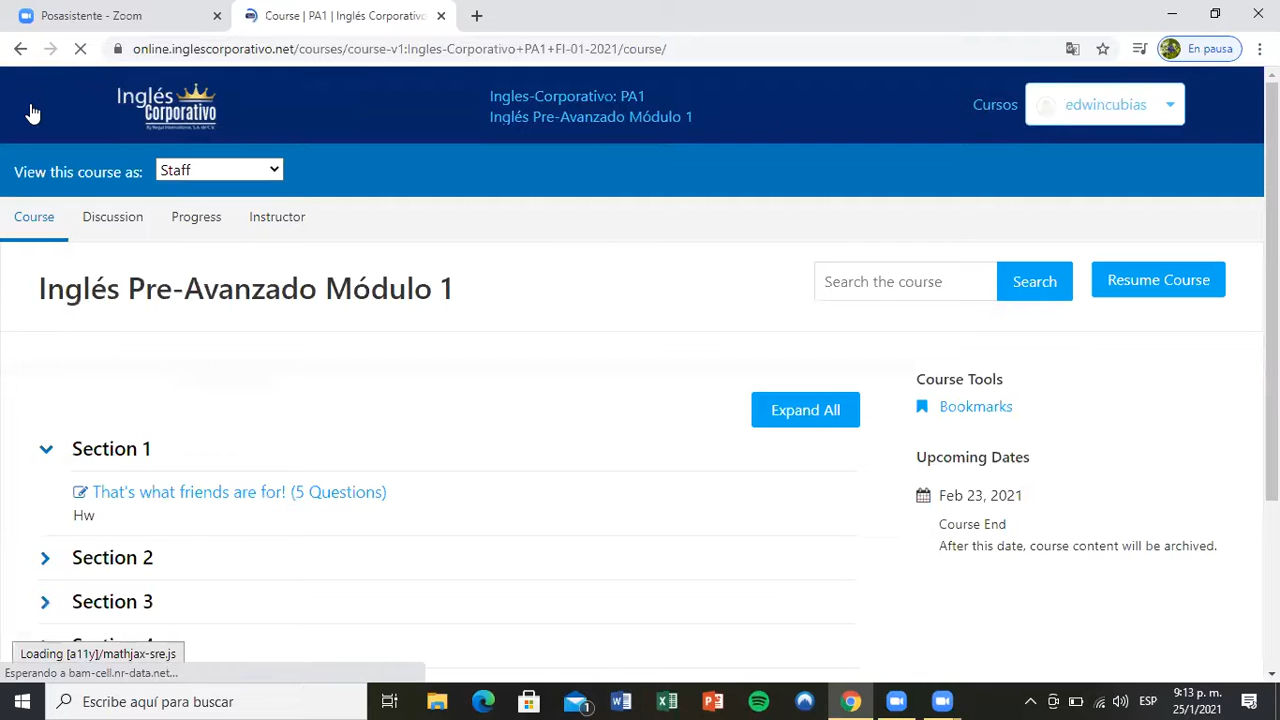 Posasistente - Zoom
Course | PA1 | Inglés Corporativo
online.inglescorporativo.net/courses/course-v1:Ingles-Corporativo+PA1+FI-01-2021/course/
En pausa
Inglés
Corporativo
Ingles-Corporativo: PA1
Inglés Pre-Avanzado Módulo 1
Cursos
edwincubias
View this course as:
Staff
Course
Discussion
Progress
Instructor
Inglés Pre-Avanzado Módulo 1
Search the course
Search
Resume Course
Expand All
Course Tools
Bookmarks
Section 1
That's what friends are for! (5 Questions)
Hw
Upcoming Dates
Feb 23, 2021
Course End
After this date, course content will be archived.
Section 2
Section 3
Loading [a11y]/mathjax-sre.js
Esperando a bam-cell.nr-data.net...
Escribe aquí para buscar
1
ESP
9:13 p. m.
25/1/2021